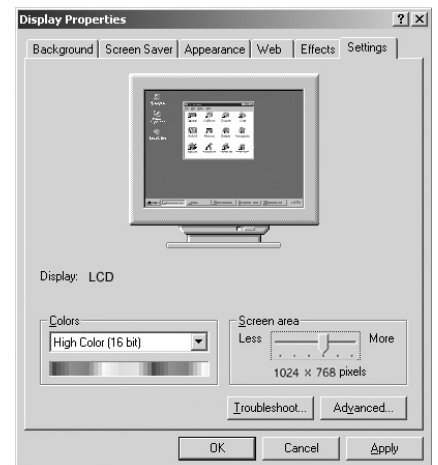 Display Properties
Background Screen Saver Appearance Web Effects Settings
Display: LCD
Colors
High Color (16 bit)
Screen area
Less More
1024 × 768 pixels
Troubleshoot... Advanced...
OK Cancel Apply